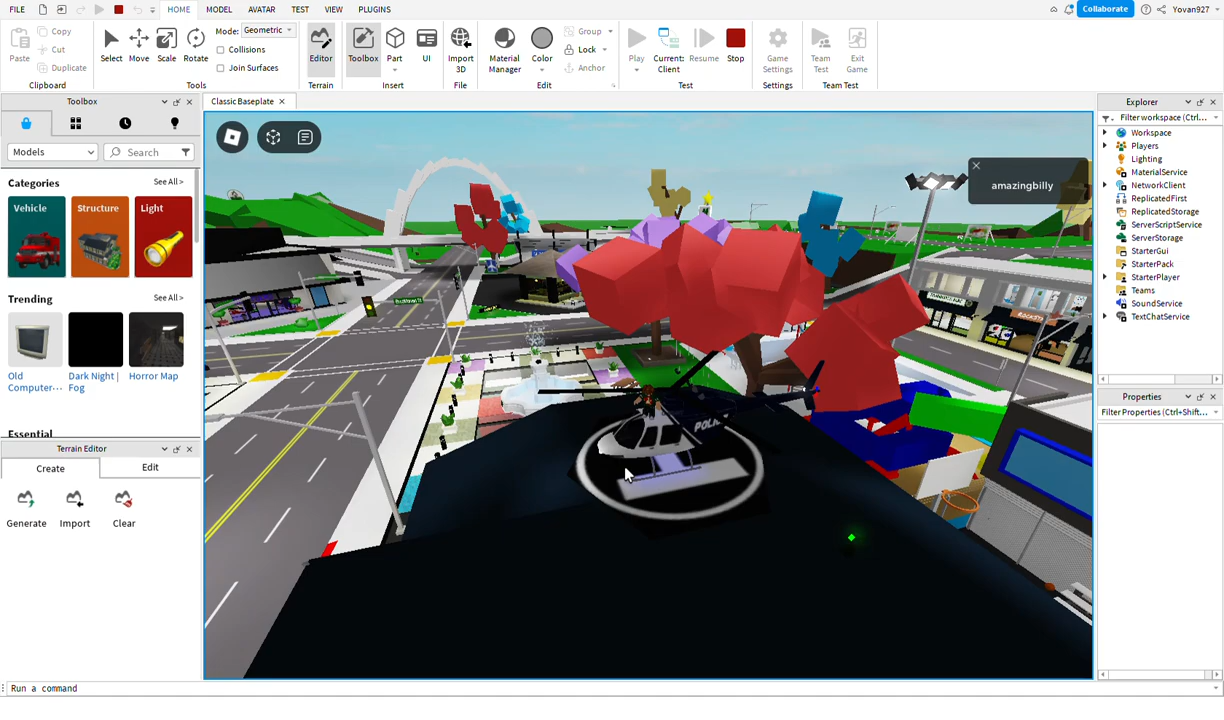 FILE HOME MODEL AVATAR TEST VIEW PLUGINS Collaborate Yovan927
Paste Copy Cut Duplicate
Select Move Scale Rotate
Mode: Geometric
Collisions
Join Surfaces
Editor Toolbox Part UI Import 3D
Material Manager Color Group Lock Anchor
Play Current: Client Resume Stop
Game Settings Team Test Exit Game
Clipboard Tools Terrain Insert File Edit Test Settings Team Test
Toolbox
Classic Baseplate
Models Search
Categories See All >
Vehicle Structure Light
Trending See All >
Old Computer...
Dark Night | Fog
Horror Map
Essential
Terrain Editor
Create Edit
Generate Import Clear
amazingbilly
ROCKETS
Explorer
Filter workspace (Ctrl...
Workspace
Players
Lighting
MaterialService
NetworkClient
ReplicatedFirst
ReplicatedStorage
ServerScriptService
ServerStorage
StarterGui
StarterPack
StarterPlayer
Teams
SoundService
TextChatService
Properties
Filter Properties (Ctrl+Shift...
Run a command